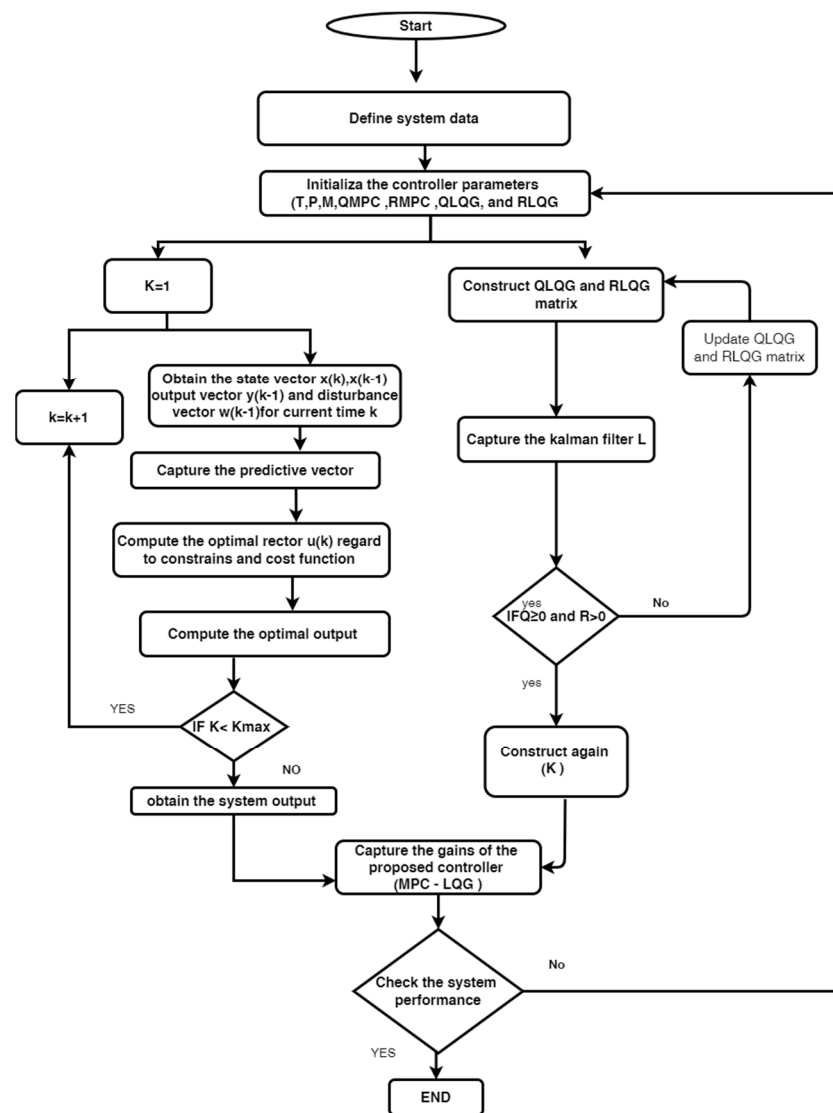 Start
Define system data
Initializa the controller parameters
(T,P,M,QMPC ,RMPC ,QLQG, and RLQG
K=1
Construct QLQG and RLQG
matrix
Update QLQG
and RLQG matrix
Obtain the state vector x(k),x(k-1)
output vector y(k-1) and disturbance
vector w(k-1)for current time k
k=k+1
Capture the kalman filter L
Capture the predictive vector
Compute the optimal rector u(k) regard
to constrains and cost function
yes
IFQ≥0 and R>0
No
Compute the optimal output
yes
YES
IF K< Kmax
Construct again
(K )
NO
obtain the system output
Capture the gains of the
proposed controller
(MPC - LQG )
Check the system
performance
No
YES
END